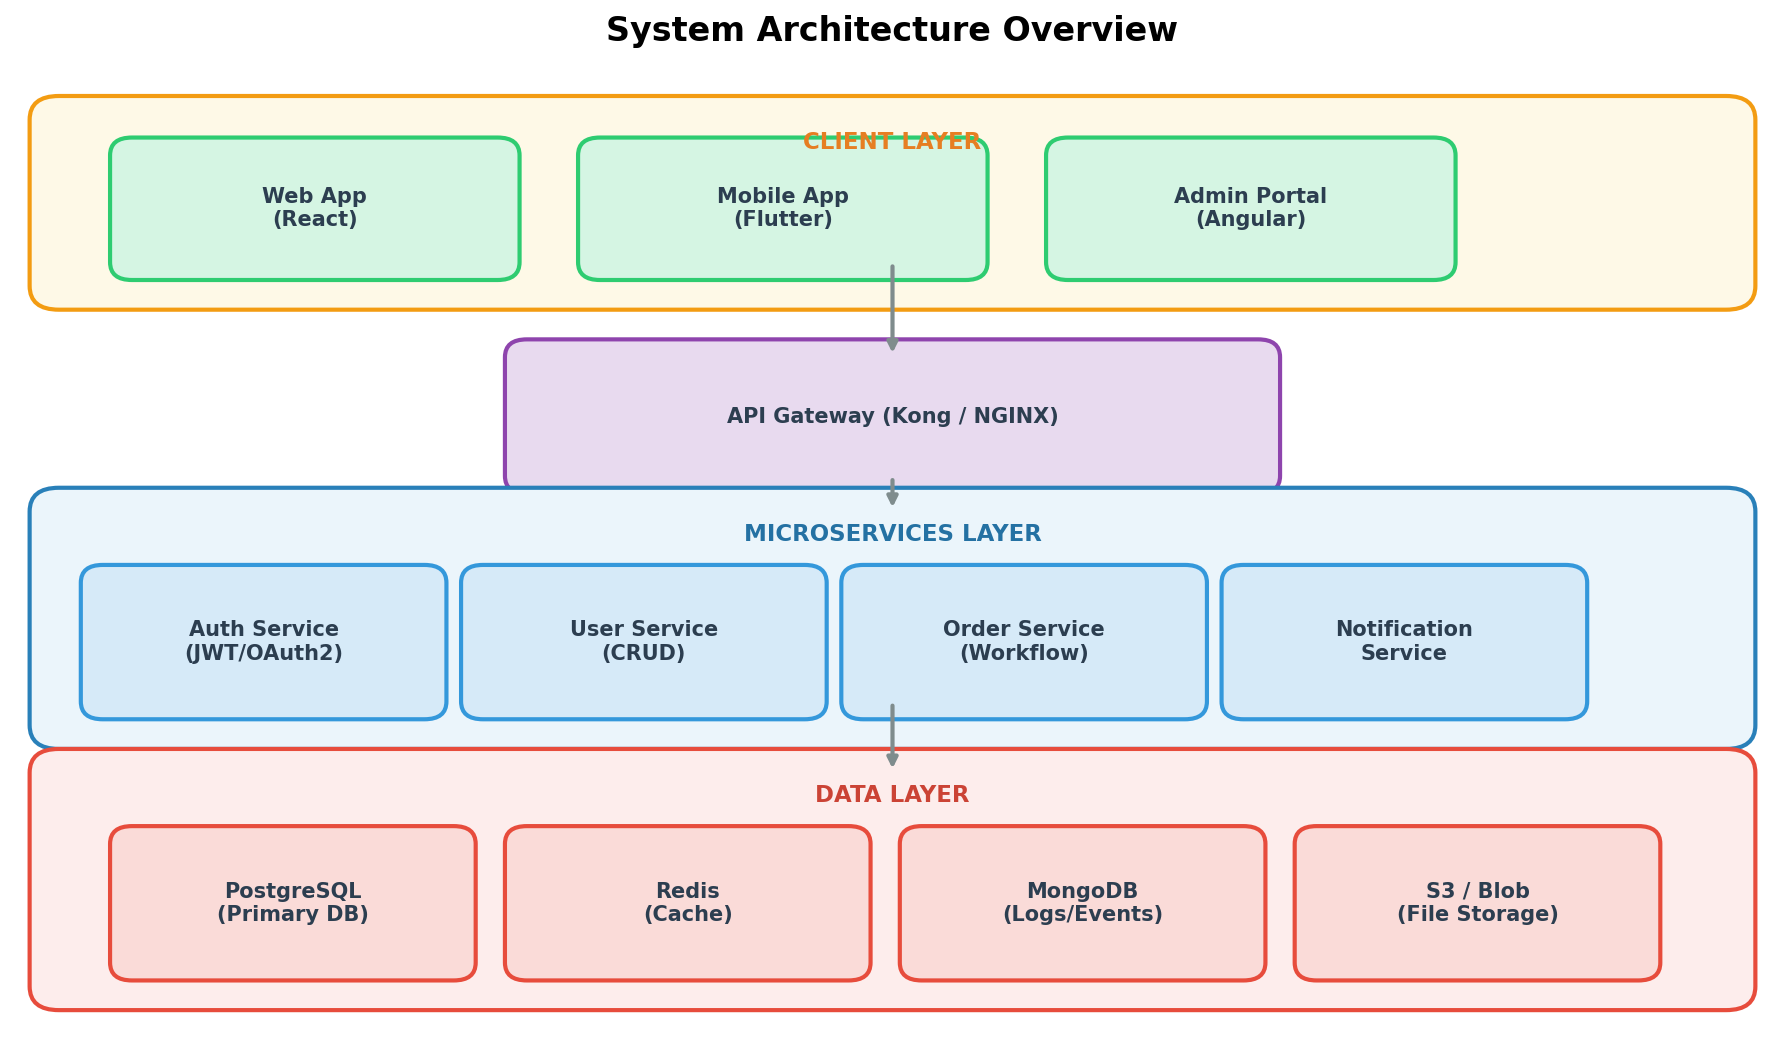 System Architecture Overview
CLIENT LAYER
Web App
(React)
Mobile App
(Flutter)
Admin Portal
(Angular)
API Gateway (Kong / NGINX)
MICROSERVICES LAYER
Auth Service
(JWT/OAuth2)
User Service
(CRUD)
Order Service
(Workflow)
Notification
Service
DATA LAYER
PostgreSQL
(Primary DB)
Redis
(Cache)
MongoDB
(Logs/Events)
S3 / Blob
(File Storage)